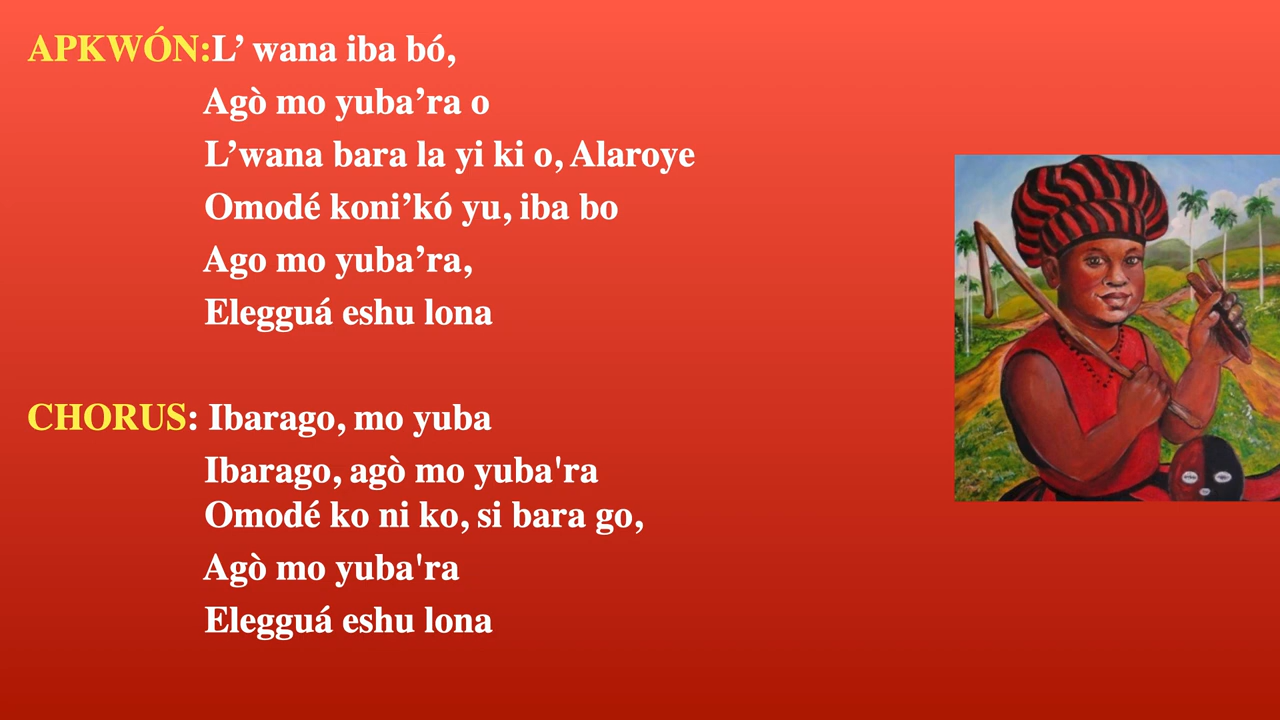 APKWÓN:L’ wana iba bó,
Agò mo yuba’ra o
L’wana bara la yi ki o, Alaroye
Omodé koni’kó yu, iba bo
Ago mo yuba’ra,
Elegguá eshu lona
CHORUS: Ibarago, mo yuba
Ibarago, agò mo yuba'ra
Omodé ko ni ko, si bara go,
Agò mo yuba'ra
Elegguá eshu lona